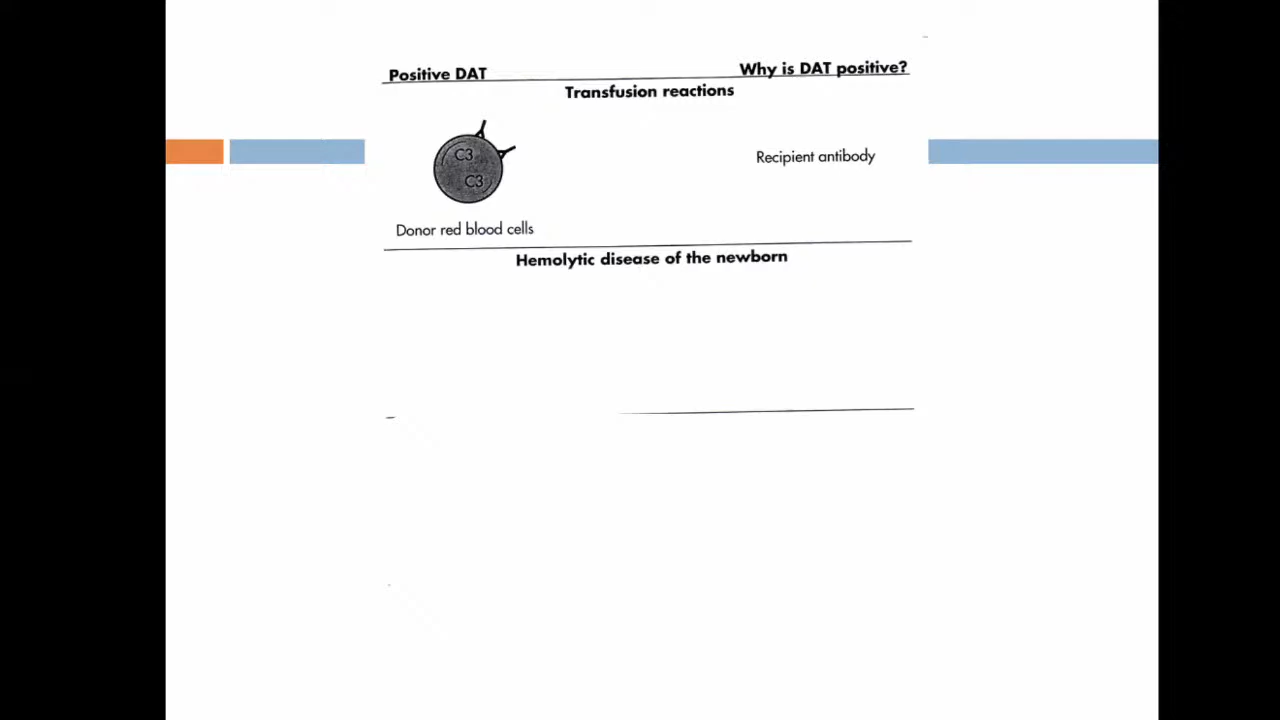 Positive DAT
Why is DAT positive?
Transfusion reactions
C3
C3
Recipient antibody
Donor red blood cells
Hemolytic disease of the newborn